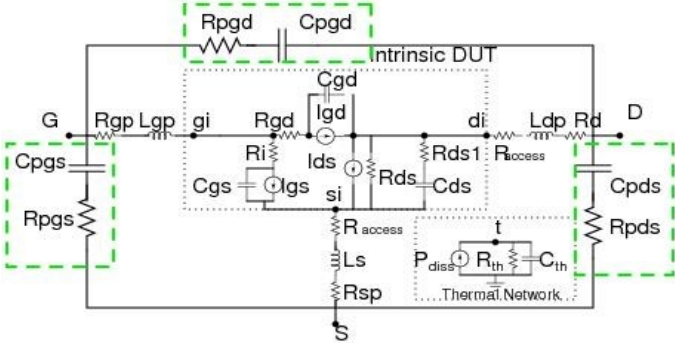 Rpgd Cpgd
Intrinsic DUT
Cgd
G Rgp Lgp gi Rgd Igd di Ldp Rd D
Cpgs Ri Ids Rds1 Raccess
Cgs Igs Rds Cds Cpds
Rpgs si Rpds
R access t
Ls Pdiss Rth Cth
Rsp Thermal Network
S